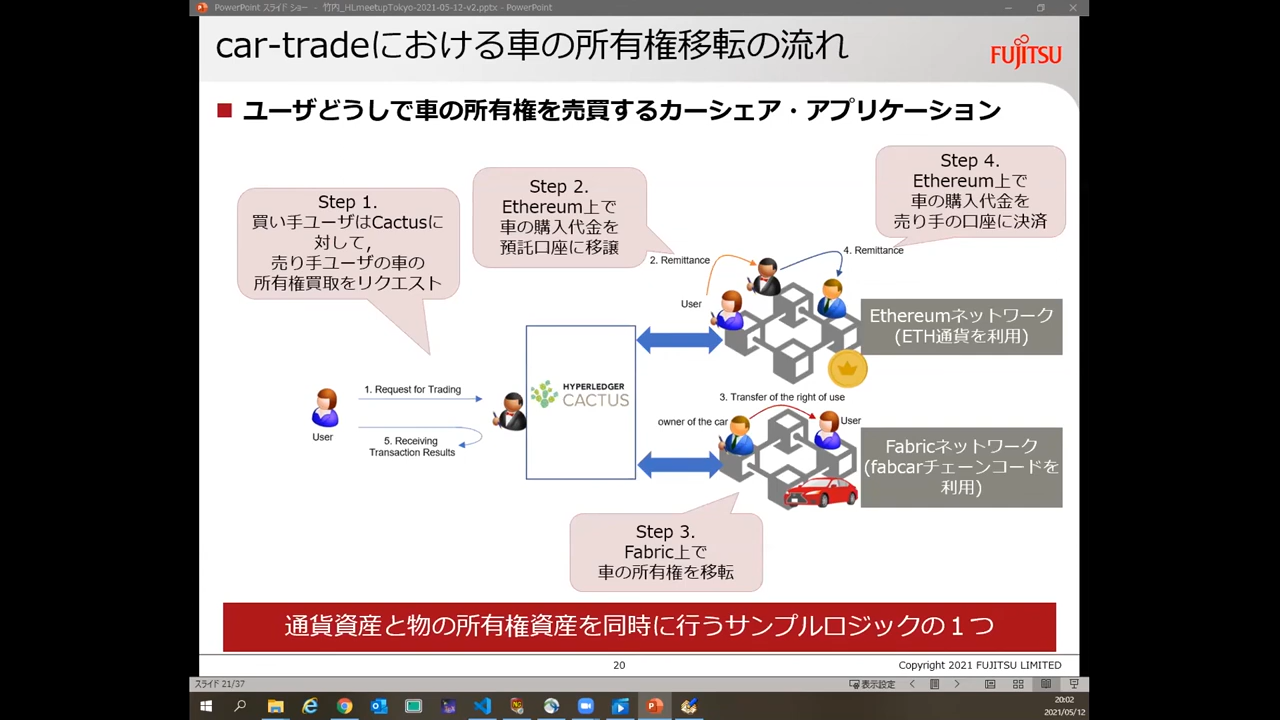 PowerPoint スライド ショー - 竹内_HLmeetupTokyo-2021-05-12-v2.pptx - PowerPoint
car-tradeにおける車の所有権移転の流れ
FUJITSU
ユーザどうしで車の所有権を売買するカーシェア・アプリケーション
Step 1.
買い手ユーザはCactusに
対して,
売り手ユーザの車の
所有権買取をリクエスト
Step 2.
Ethereum上で
車の購入代金を
預託口座に移譲
Step 4.
Ethereum上で
車の購入代金を
売り手の口座に決済
2. Remittance
4. Remittance
User
Ethereumネットワーク
(ETH通貨を利用)
1. Request for Trading
User
5. Receiving
Transaction Results
HYPERLEDGER
CACTUS
3. Transfer of the right of use
owner of the car
User
Fabricネットワーク
(fabcarチェーンコードを
利用)
Step 3.
Fabric上で
車の所有権を移転
通貨資産と物の所有権資産を同時に行うサンプルロジックの１つ
20
Copyright 2021 FUJITSU LIMITED
スライド 21/37
表示設定
20:02
2021/05/12